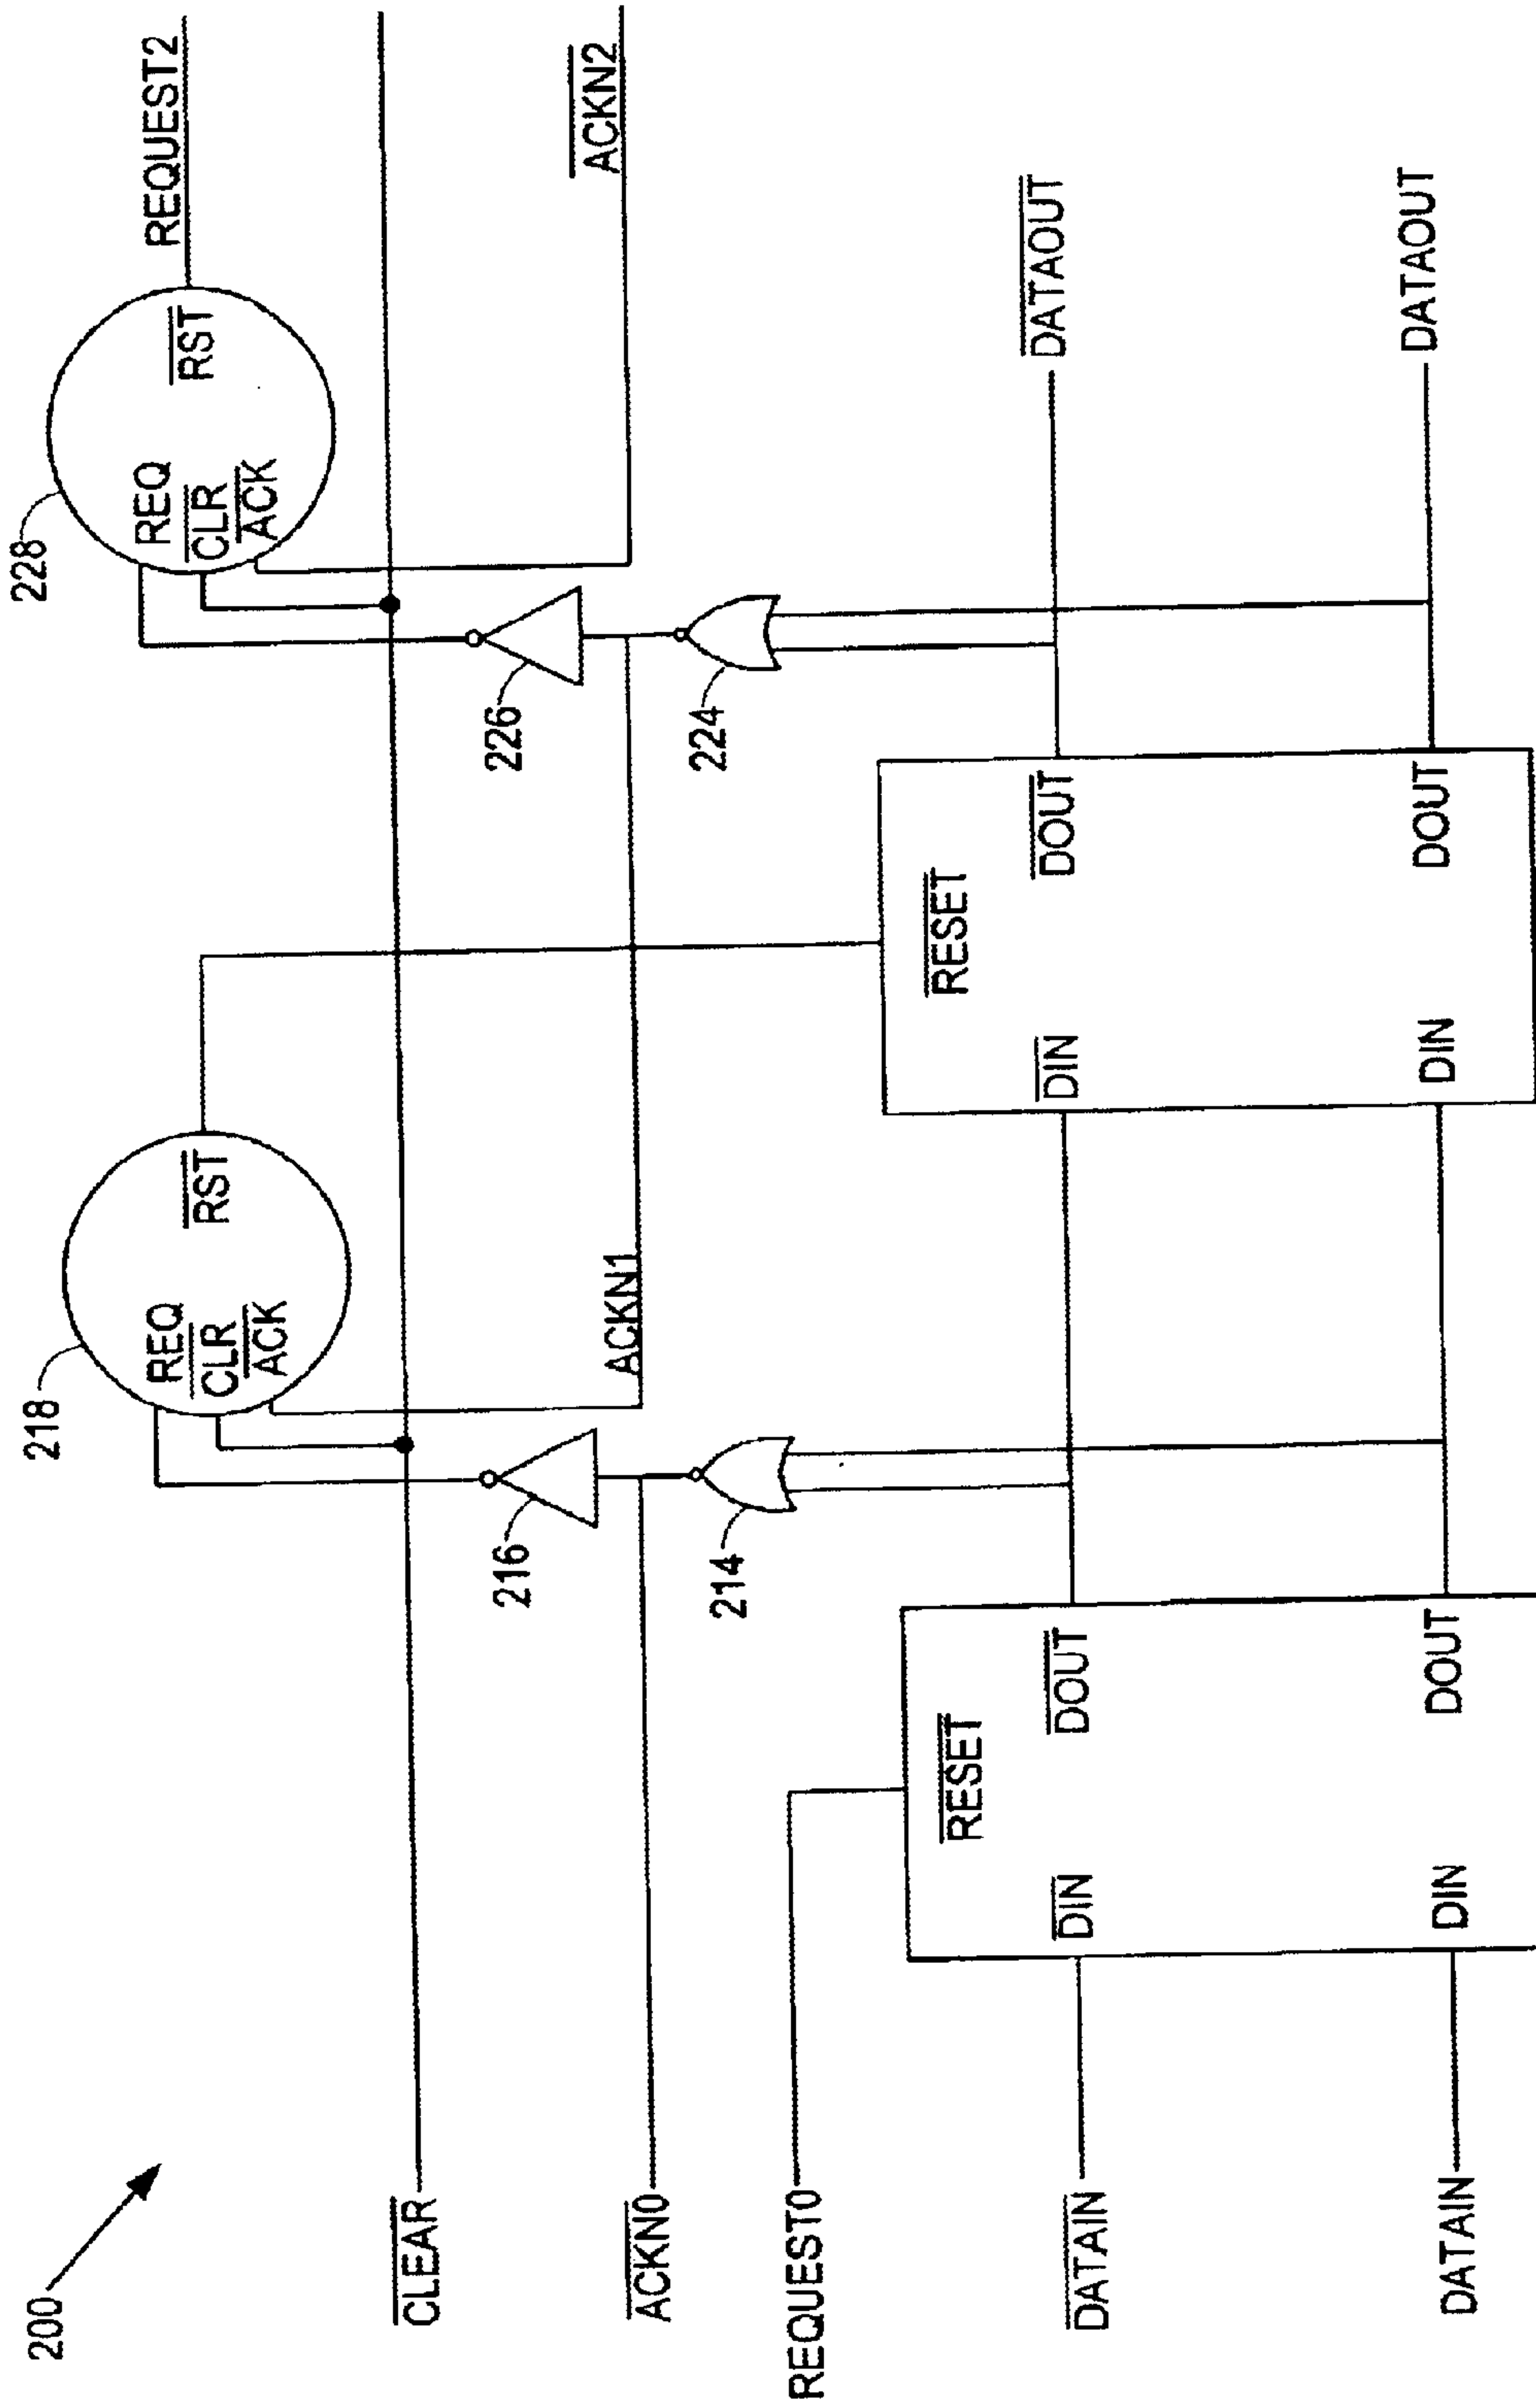 200
218
228
REQ
CLR
ACK
RST
REQ
CLR
ACK
RST
REQUEST2
CLEAR
216
226
ACKN0
ACKN1
ACKN2
214
224
REQUEST0
RESET
RESET
DATAIN
DIN
DOUT
DIN
DOUT
DATAOUT
DATAIN
DIN
DOUT
DIN
DOUT
DATAOUT